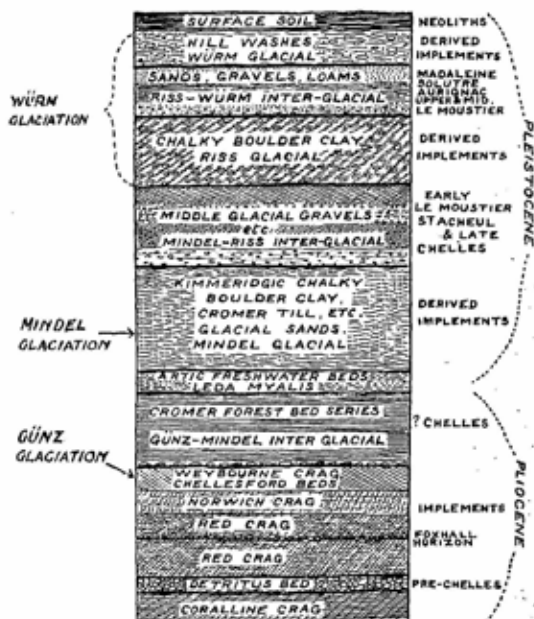 SURFACE SOIL
NEOLITHS
HILL WASHES
WÜRM GLACIAL
DERIVED
IMPLEMENTS
SANDS, GRAVELS, LOAMS
RISS-WÜRM INTER-GLACIAL
MADALEINE
SOLUTRE
AURIGNAC
UPPER & MID.
LE MOUSTIER
WÜRM
GLACIATION
CHALKY BOULDER CLAY
RISS GLACIAL
DERIVED
IMPLEMENTS
PLEISTOCENE
MIDDLE GLACIAL GRAVELS
etc
MINDEL-RISS INTER-GLACIAL
EARLY
LE MOUSTIER
STACHEUL
& LATE
CHELLES
KIMMERIDGIC CHALKY
BOULDER CLAY,
CROMER TILL, ETC.
GLACIAL SANDS.
MINDEL GLACIAL
DERIVED
IMPLEMENTS
MINDEL
GLACIATION
ARTIC FRESHWATER BEDS
LEDA MYALIS
CROMER FOREST BED SERIES
GÜNZ-MINDEL INTER GLACIAL
? CHELLES
GÜNZ
GLACIATION
WEYBOURNE CRAG
CHELLESFORD BEDS
NORWICH CRAG
IMPLEMENTS
RED CRAG
FOXHALL
HORIZON
RED CRAG
PLIOCENE
DETRITUS BED
PRE-CHELLES
CORALLINE CRAG